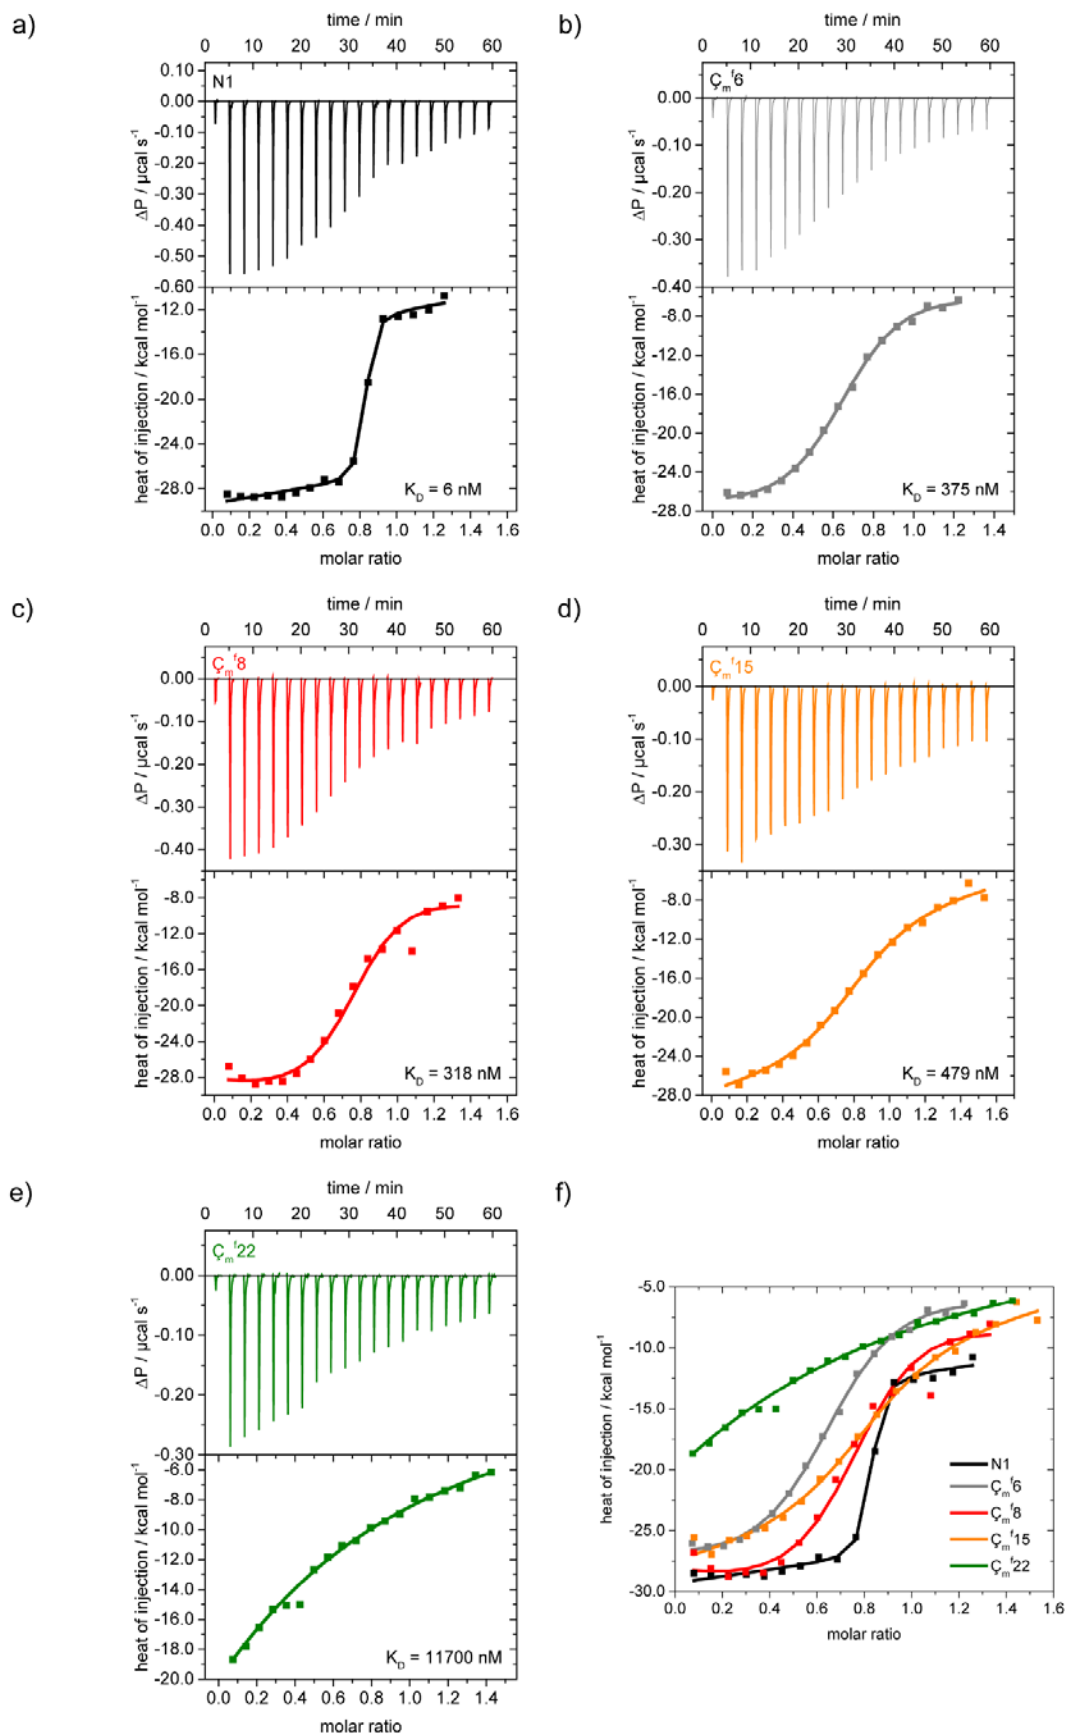 a)
time / min
0 10 20 30 40 50 60
N1
0.10
0.00
-0.10
-0.20
-0.30
-0.40
-0.50
-0.60
ΔP / µcal s⁻¹
-12.0
-16.0
-20.0
-24.0
-28.0
heat of injection / kcal mol⁻¹
K_D = 6 nM
0.0 0.2 0.4 0.6 0.8 1.0 1.2 1.4 1.6
molar ratio
b)
time / min
0 10 20 30 40 50 60
Ç_m^f6
0.00
-0.10
-0.20
-0.30
-0.40
ΔP / µcal s⁻¹
-8.0
-12.0
-16.0
-20.0
-24.0
-28.0
heat of injection / kcal mol⁻¹
K_D = 375 nM
0.0 0.2 0.4 0.6 0.8 1.0 1.2 1.4 1.6
molar ratio
c)
time / min
0 10 20 30 40 50 60
Ç_m^f8
0.00
-0.10
-0.20
-0.30
-0.40
ΔP / µcal s⁻¹
-8.0
-12.0
-16.0
-20.0
-24.0
-28.0
heat of injection / kcal mol⁻¹
K_D = 318 nM
0.0 0.2 0.4 0.6 0.8 1.0 1.2 1.4 1.6
molar ratio
d)
time / min
0 10 20 30 40 50 60
Ç_m^f15
0.00
-0.10
-0.20
-0.30
ΔP / µcal s⁻¹
-8.0
-12.0
-16.0
-20.0
-24.0
-28.0
heat of injection / kcal mol⁻¹
K_D = 479 nM
0.0 0.2 0.4 0.6 0.8 1.0 1.2 1.4 1.6
molar ratio
e)
time / min
0 10 20 30 40 50 60
Ç_m^f22
0.00
-0.10
-0.20
-0.30
ΔP / µcal s⁻¹
-6.0
-8.0
-10.0
-12.0
-14.0
-16.0
-18.0
-20.0
heat of injection / kcal mol⁻¹
K_D = 11700 nM
0.0 0.2 0.4 0.6 0.8 1.0 1.2 1.4
molar ratio
f)
-5.0
-10.0
-15.0
-20.0
-25.0
-30.0
heat of injection / kcal mol⁻¹
N1
Ç_m^f6
Ç_m^f8
Ç_m^f15
Ç_m^f22
0.0 0.2 0.4 0.6 0.8 1.0 1.2 1.4 1.6
molar ratio